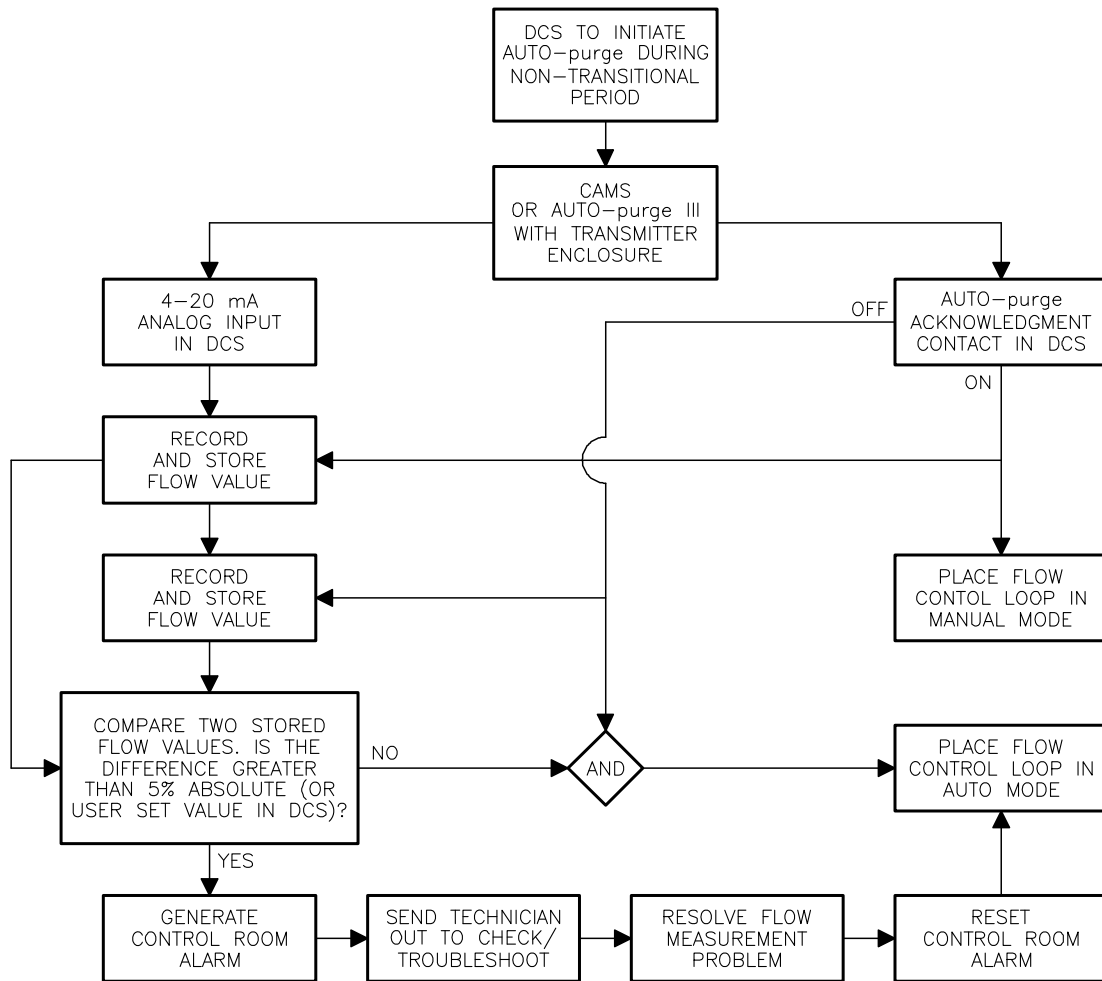 DCS TO INITIATE
AUTO-purge DURING
NON-TRANSITIONAL
PERIOD
CAMS
OR AUTO-purge III
WITH TRANSMITTER
ENCLOSURE
4-20 mA
ANALOG INPUT
IN DCS
OFF
AUTO-purge
ACKNOWLEDGMENT
CONTACT IN DCS
ON
RECORD
AND STORE
FLOW VALUE
RECORD
AND STORE
FLOW VALUE
PLACE FLOW
CONTOL LOOP IN
MANUAL MODE
COMPARE TWO STORED
FLOW VALUES. IS THE
DIFFERENCE GREATER
THAN 5% ABSOLUTE (OR
USER SET VALUE IN DCS)?
NO
AND
PLACE FLOW
CONTROL LOOP IN
AUTO MODE
YES
GENERATE
CONTROL ROOM
ALARM
SEND TECHNICIAN
OUT TO CHECK/
TROUBLESHOOT
RESOLVE FLOW
MEASUREMENT
PROBLEM
RESET
CONTROL ROOM
ALARM